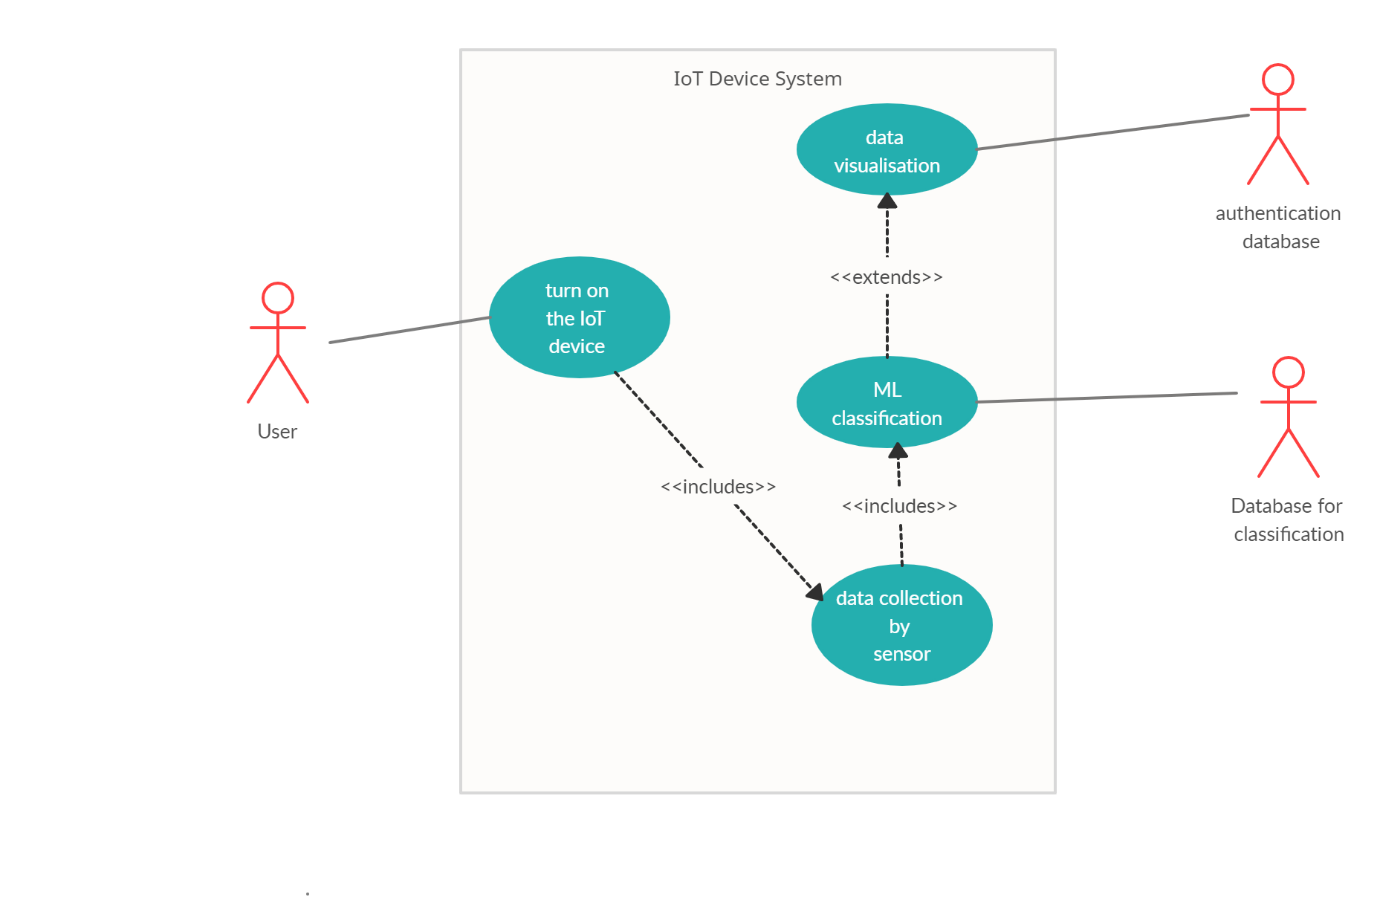 IoT Device System
data
visualisation
authentication
database
<<extends>>
turn on
the IoT
device
User
ML
classification
Database for
classification
<<includes>>
<<includes>>
data collection
by
sensor